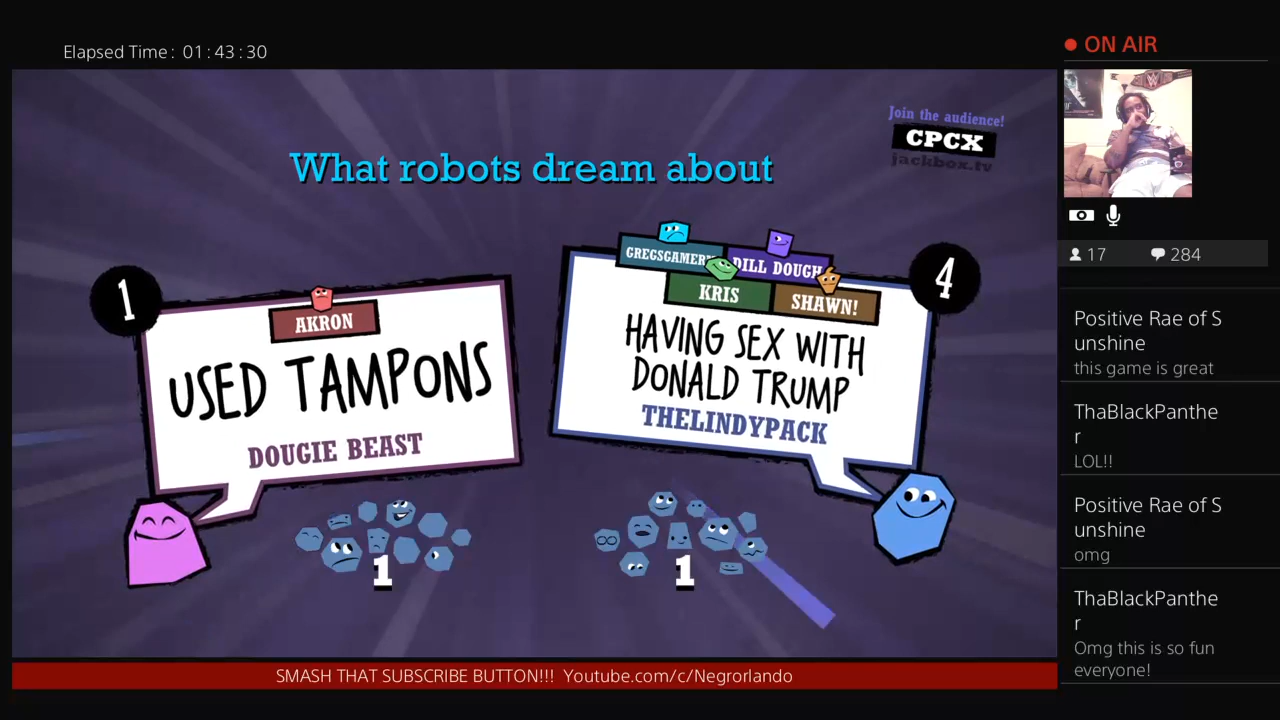 Elapsed Time: 01:43:30
ON AIR
Join the audience!
CPCX
jackbox.tv
What robots dream about
1
AKRON
USED TAMPONS
DOUGIE BEAST
1
GREGSGAMERY
DILL DOUGH
KRIS
SHAWN!
4
HAVING SEX WITH
DONALD TRUMP
THELINDYPACK
1
17
284
Positive Rae of S
unshine
this game is great
ThaBlackPanthe
r
LOL!!
Positive Rae of S
unshine
omg
ThaBlackPanthe
r
Omg this is so fun
everyone!
SMASH THAT SUBSCRIBE BUTTON!!! Youtube.com/c/Negrorlando